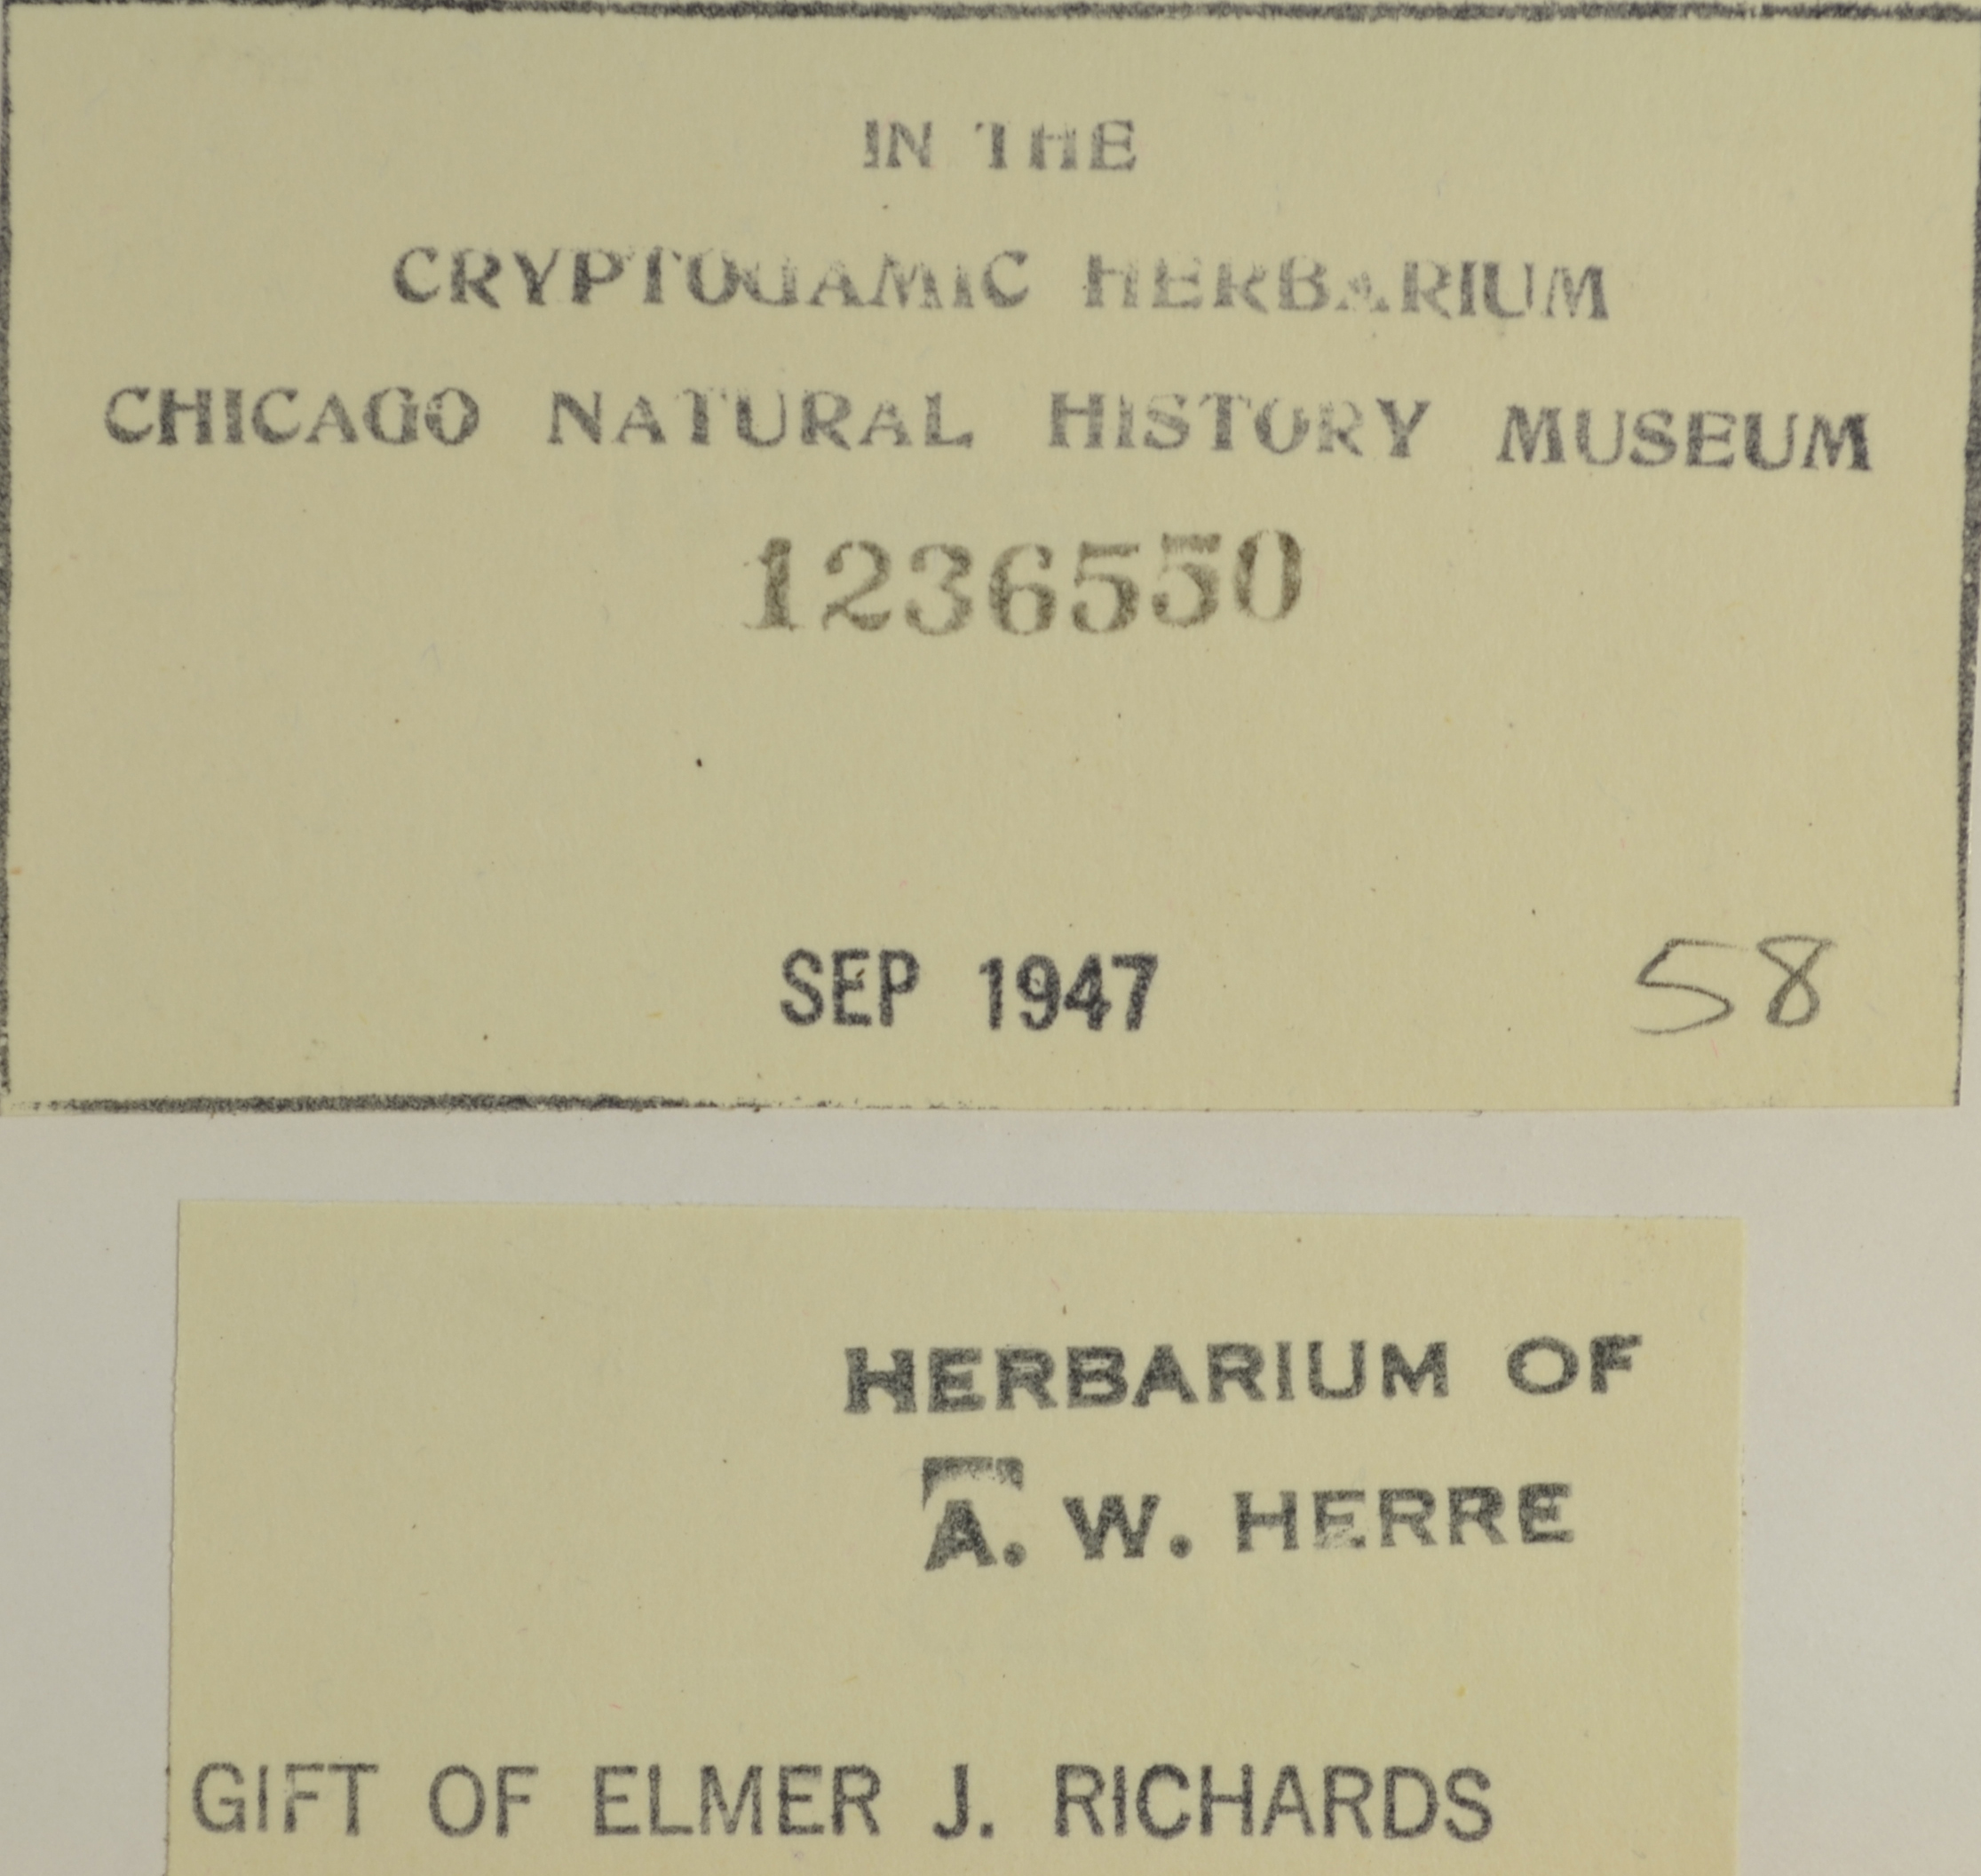 IN THE
CRYPTOGAMIC HERBARIUM
CHICAGO NATURAL HISTORY MUSEUM
1236550
SEP 1947 58
HERBARIUM OF
A. W. HERRE
GIFT OF ELMER J. RICHARDS